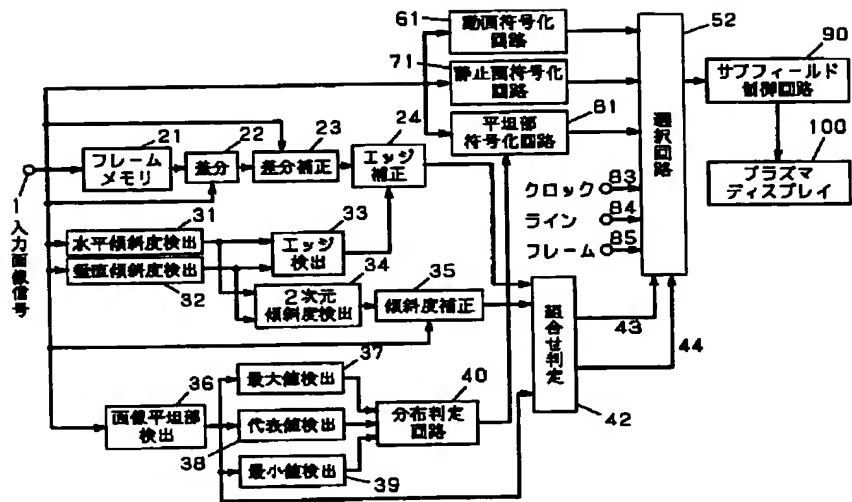 61
動画符号化
回路
52
71
静止画符号化
回路
90
サブフィールド
制御回路
24
平坦部
符号化回路
81
選択回路
21
22
23
フレーム
メモリ
差分
差分補正
エッジ
補正
100
プラズマ
ディスプレイ
1
入力画像信号
クロック
83
ライン
84
フレーム
85
31
水平傾斜度検出
33
エッジ
検出
垂直傾斜度検出
32
34
2次元
傾斜度検出
35
傾斜度補正
組合せ判定
43
44
42
36
画像平坦部
検出
37
最大値検出
40
分布判定
回路
代表値検出
38
最小値検出
39